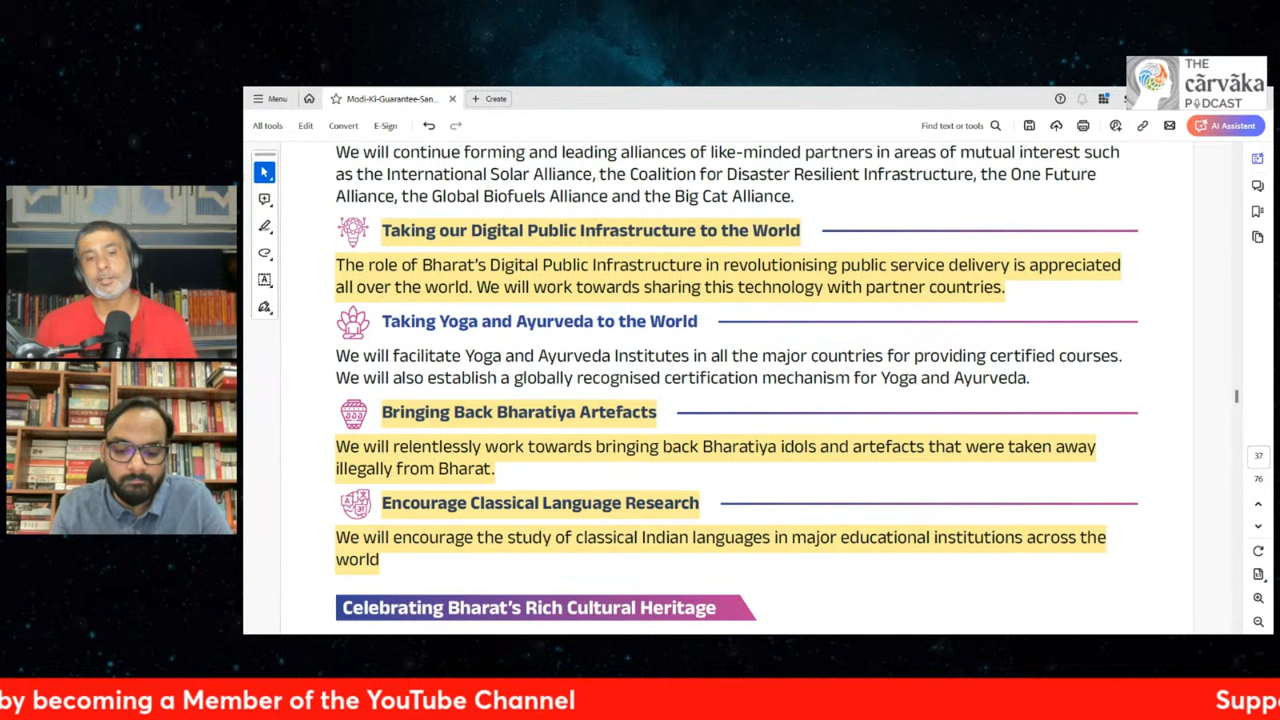 THE
cārvāka
PODCAST
Menu
Modi-Ki-Guarantee-San...
Create
All tools
Edit
Convert
E-Sign
Find text or tools
AI Assistant
We will continue forming and leading alliances of like-minded partners in areas of mutual interest such
as the International Solar Alliance, the Coalition for Disaster Resilient Infrastructure, the One Future
Alliance, the Global Biofuels Alliance and the Big Cat Alliance.
Taking our Digital Public Infrastructure to the World
The role of Bharat's Digital Public Infrastructure in revolutionising public service delivery is appreciated
all over the world. We will work towards sharing this technology with partner countries.
Taking Yoga and Ayurveda to the World
We will facilitate Yoga and Ayurveda Institutes in all the major countries for providing certified courses.
We will also establish a globally recognised certification mechanism for Yoga and Ayurveda.
Bringing Back Bharatiya Artefacts
We will relentlessly work towards bringing back Bharatiya idols and artefacts that were taken away
illegally from Bharat.
Encourage Classical Language Research
We will encourage the study of classical Indian languages in major educational institutions across the
world
Celebrating Bharat's Rich Cultural Heritage
37
76
by becoming a Member of the YouTube Channel
Suppo